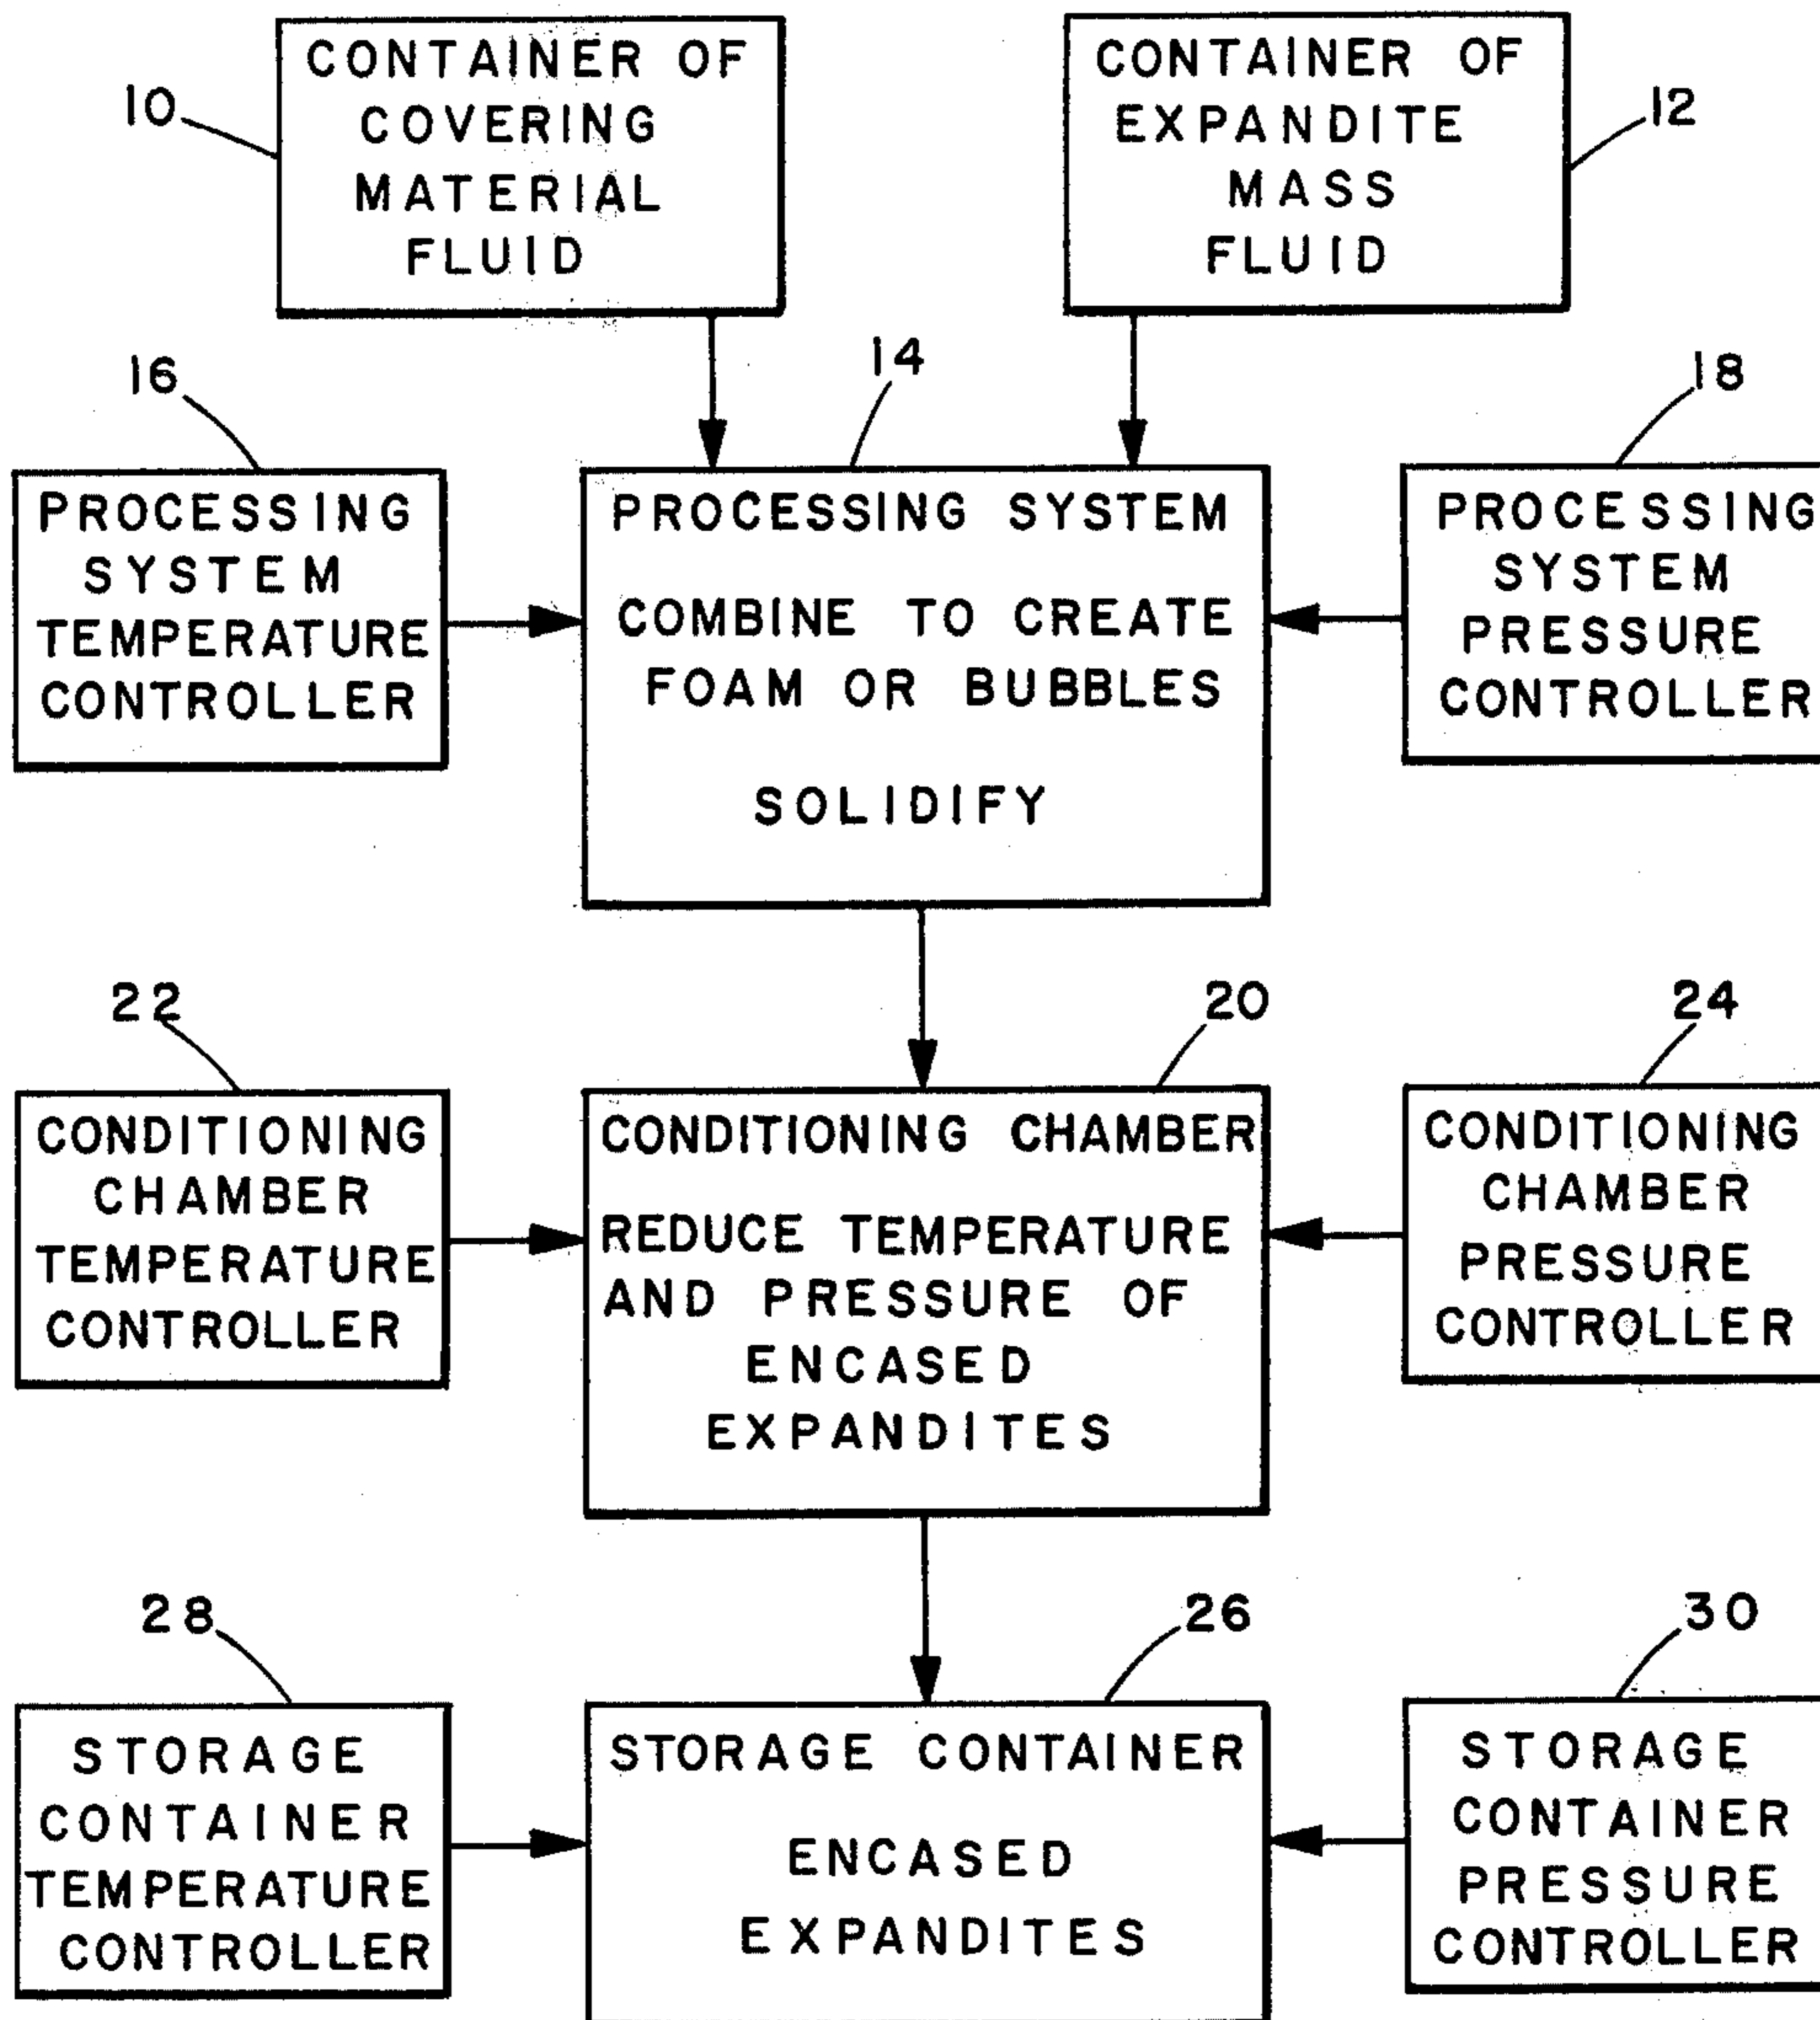 CONTAINER OF
COVERING
MATERIAL
FLUID
10
CONTAINER OF
EXPANDITE
MASS
FLUID
12
16
14
18
PROCESSING
SYSTEM
TEMPERATURE
CONTROLLER
PROCESSING SYSTEM
COMBINE TO CREATE
FOAM OR BUBBLES
SOLIDIFY
PROCESSING
SYSTEM
PRESSURE
CONTROLLER
22
20
24
CONDITIONING
CHAMBER
TEMPERATURE
CONTROLLER
CONDITIONING CHAMBER
REDUCE TEMPERATURE
AND PRESSURE OF
ENCASED
EXPANDITES
CONDITIONING
CHAMBER
PRESSURE
CONTROLLER
28
26
30
STORAGE
CONTAINER
TEMPERATURE
CONTROLLER
STORAGE CONTAINER
ENCASED
EXPANDITES
STORAGE
CONTAINER
PRESSURE
CONTROLLER